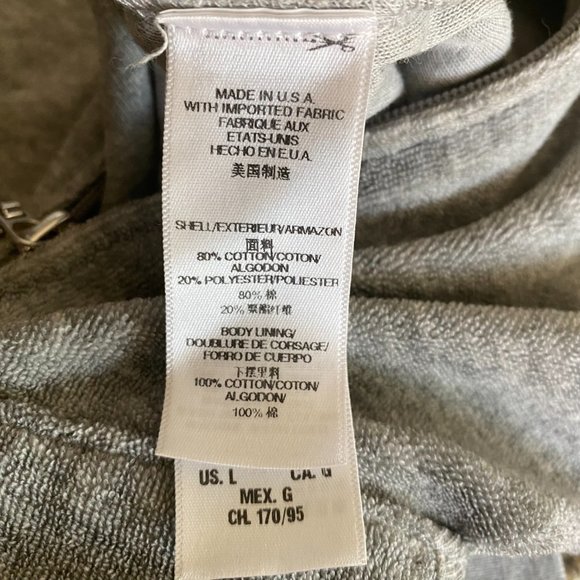 MADE IN U.S.A.
WITH IMPORTED FABRIC
FABRIQUE AUX
ETATS-UNIS
HECHO EN E.U.A.
美国制造
SHELL/EXTERIEUR/ARMAZON
面料
80% COTTON/COTON/
ALGODON
20% POLYESTER/POLIESTER
80% 棉
20% 聚酯纤维
BODY LINING/
DOUBLURE DE CORSAGE/
FORRO DE CUERPO
下摆里料
100% COTTON/COTON/
ALGODON/
100% 棉
US. L CA. G
MEX. G
CH. 170/95